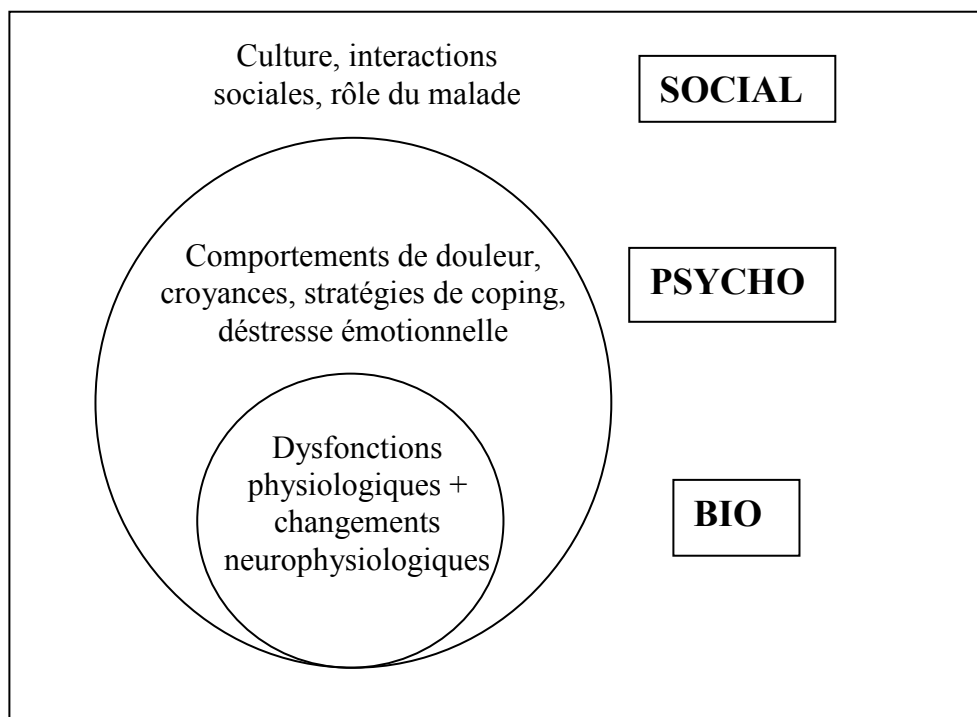 Culture, interactions
sociales, rôle du malade
SOCIAL
Comportements de douleur,
croyances, stratégies de coping,
déstresse émotionnelle
PSYCHO
Dysfonctions
physiologiques +
changements
neurophysiologiques
BIO